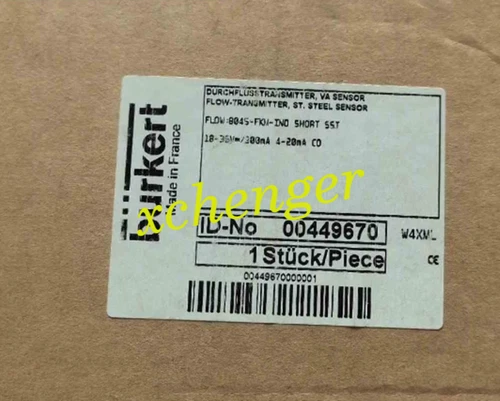 bürkert
Made in France
DURCHFLUSSTRANSMITTER, VA SENSOR
FLOW-TRANSMITTER, ST. STEEL SENSOR
FLOW:8045-FKM-IND SHORT SST
18-36V=/300mA 4-20mA CO
xchenger
ID-No 00449670
W4XML
1 Stück/Piece
CE
00449670000001